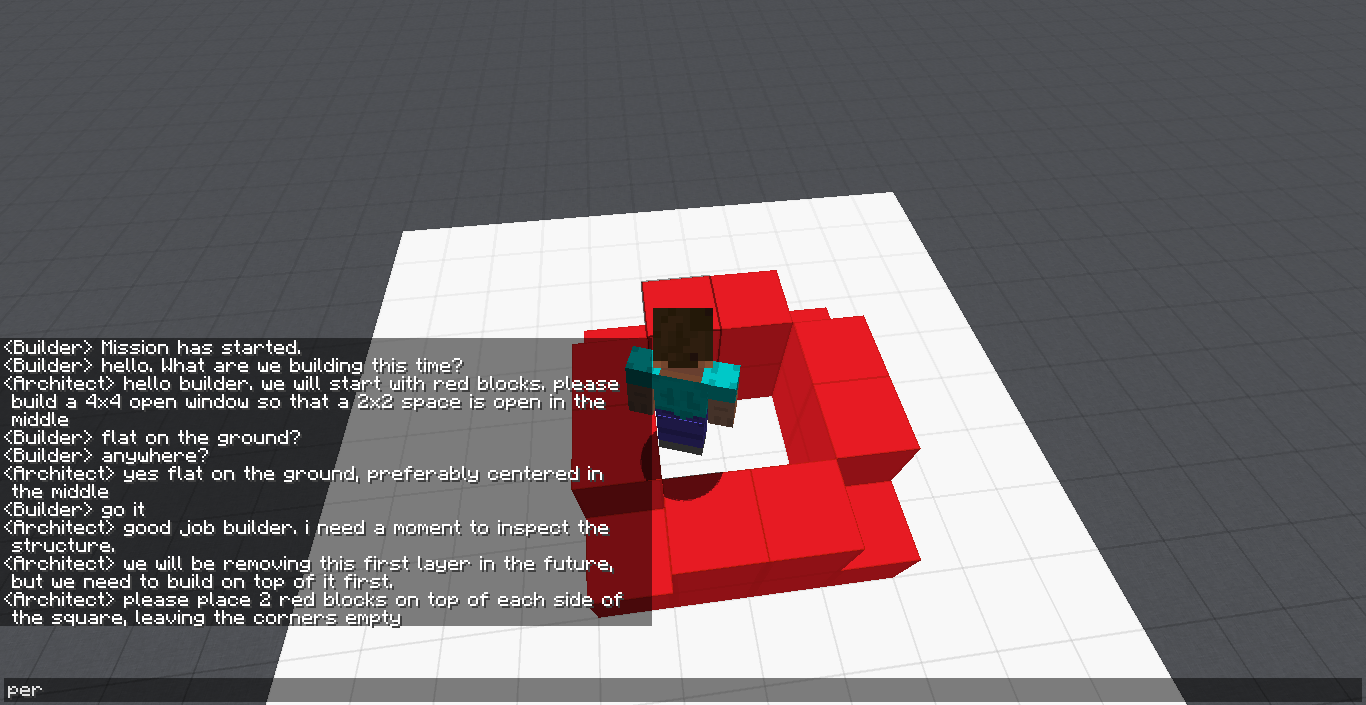 <Builder> Mission has started.
<Builder> hello. What are we building this time?
<Architect> hello builder. we will start with red blocks. please
build a 4x4 open window so that a 2x2 space is open in the
middle
<Builder> flat on the ground?
<Builder> anywhere?
<Architect> yes flat on the ground, preferably centered in
the middle
<Builder> go it
<Architect> good job builder. i need a moment to inspect the
structure.
<Architect> we will be removing this first layer in the future,
but we need to build on top of it first.
<Architect> please place 2 red blocks on top of each side of
the square, leaving the corners empty
per